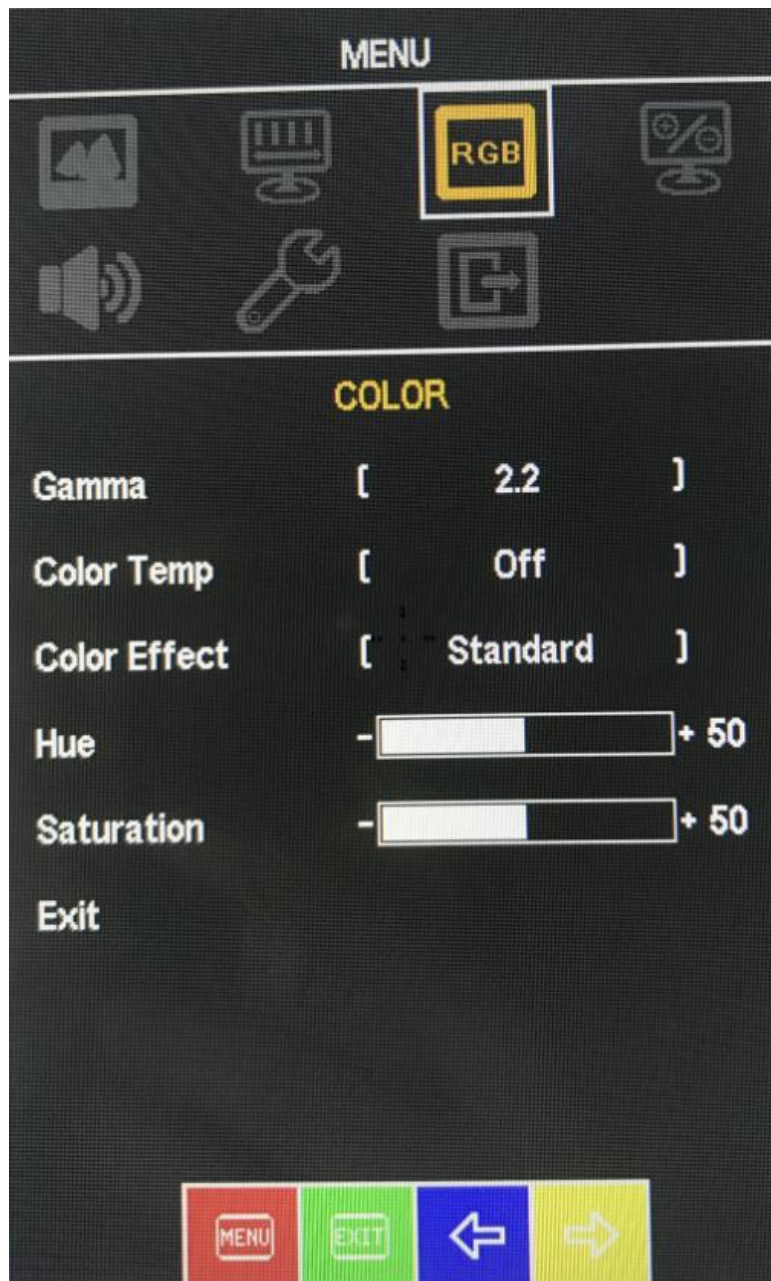 MENU
RGB
COLOR
Gamma [ 2.2 ]
Color Temp [ Off ]
Color Effect [ Standard ]
Hue - + 50
Saturation - + 50
Exit
MENU EXIT